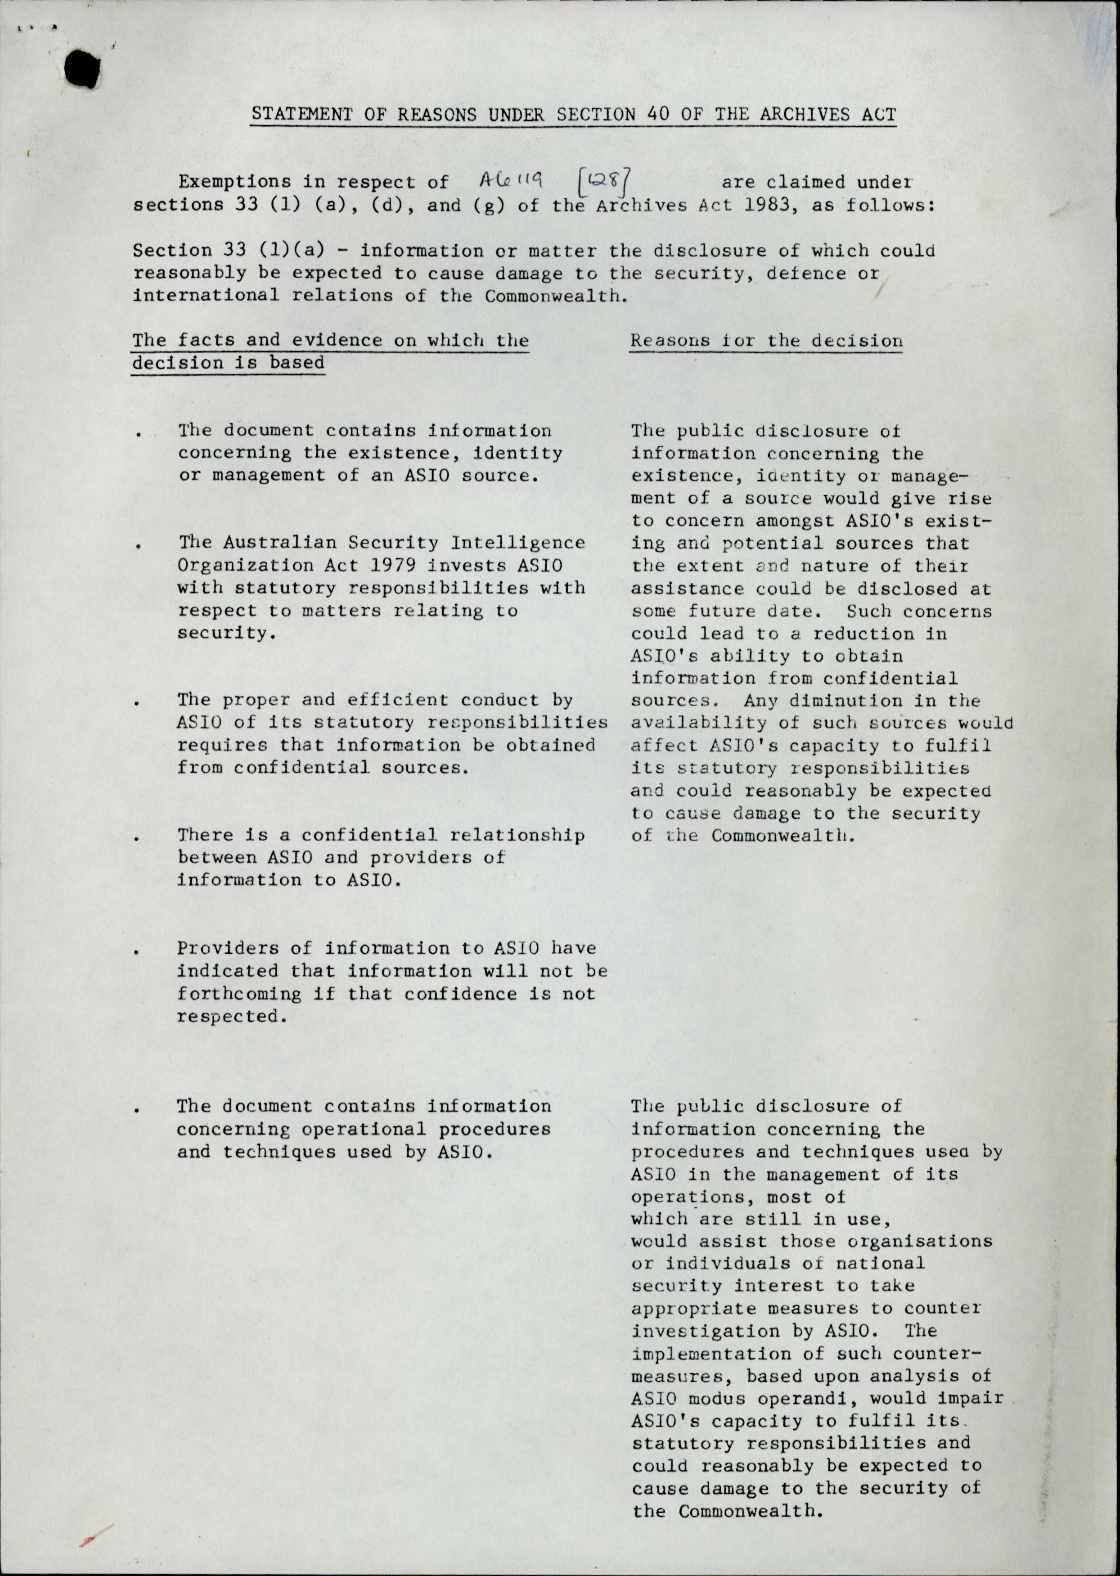 STATEMENT OF REASONS UNDER SECTION 40 OF THE ARCHIVES ACT
Exemptions in respect of A6119 [128] are claimed under
sections 33 (1) (a), (d), and (g) of the Archives Act 1983, as follows:
Section 33 (1)(a) - information or matter the disclosure of which could
reasonably be expected to cause damage to the security, defence or
international relations of the Commonwealth.
The facts and evidence on which the
decision is based
. The document contains information
concerning the existence, identity
or management of an ASIO source.
. The Australian Security Intelligence
Organization Act 1979 invests ASIO
with statutory responsibilities with
respect to matters relating to
security.
. The proper and efficient conduct by
ASIO of its statutory responsibilities
requires that information be obtained
from confidential sources.
. There is a confidential relationship
between ASIO and providers of
information to ASIO.
. Providers of information to ASIO have
indicated that information will not be
forthcoming if that confidence is not
respected.
Reasons for the decision
The public disclosure of
information concerning the
existence, identity or manage-
ment of a source would give rise
to concern amongst ASIO's exist-
ing and potential sources that
the extent and nature of their
assistance could be disclosed at
some future date. Such concerns
could lead to a reduction in
ASIO's ability to obtain
information from confidential
sources. Any diminution in the
availability of such sources would
affect ASIO's capacity to fulfil
its statutory responsibilities
and could reasonably be expected
to cause damage to the security
of the Commonwealth.
. The document contains information
concerning operational procedures
and techniques used by ASIO.
The public disclosure of
information concerning the
procedures and techniques used by
ASIO in the management of its
operations, most of
which are still in use,
would assist those organisations
or individuals of national
security interest to take
appropriate measures to counter
investigation by ASIO. The
implementation of such counter-
measures, based upon analysis of
ASIO modus operandi, would impair
ASIO's capacity to fulfil its
statutory responsibilities and
could reasonably be expected to
cause damage to the security of
the Commonwealth.